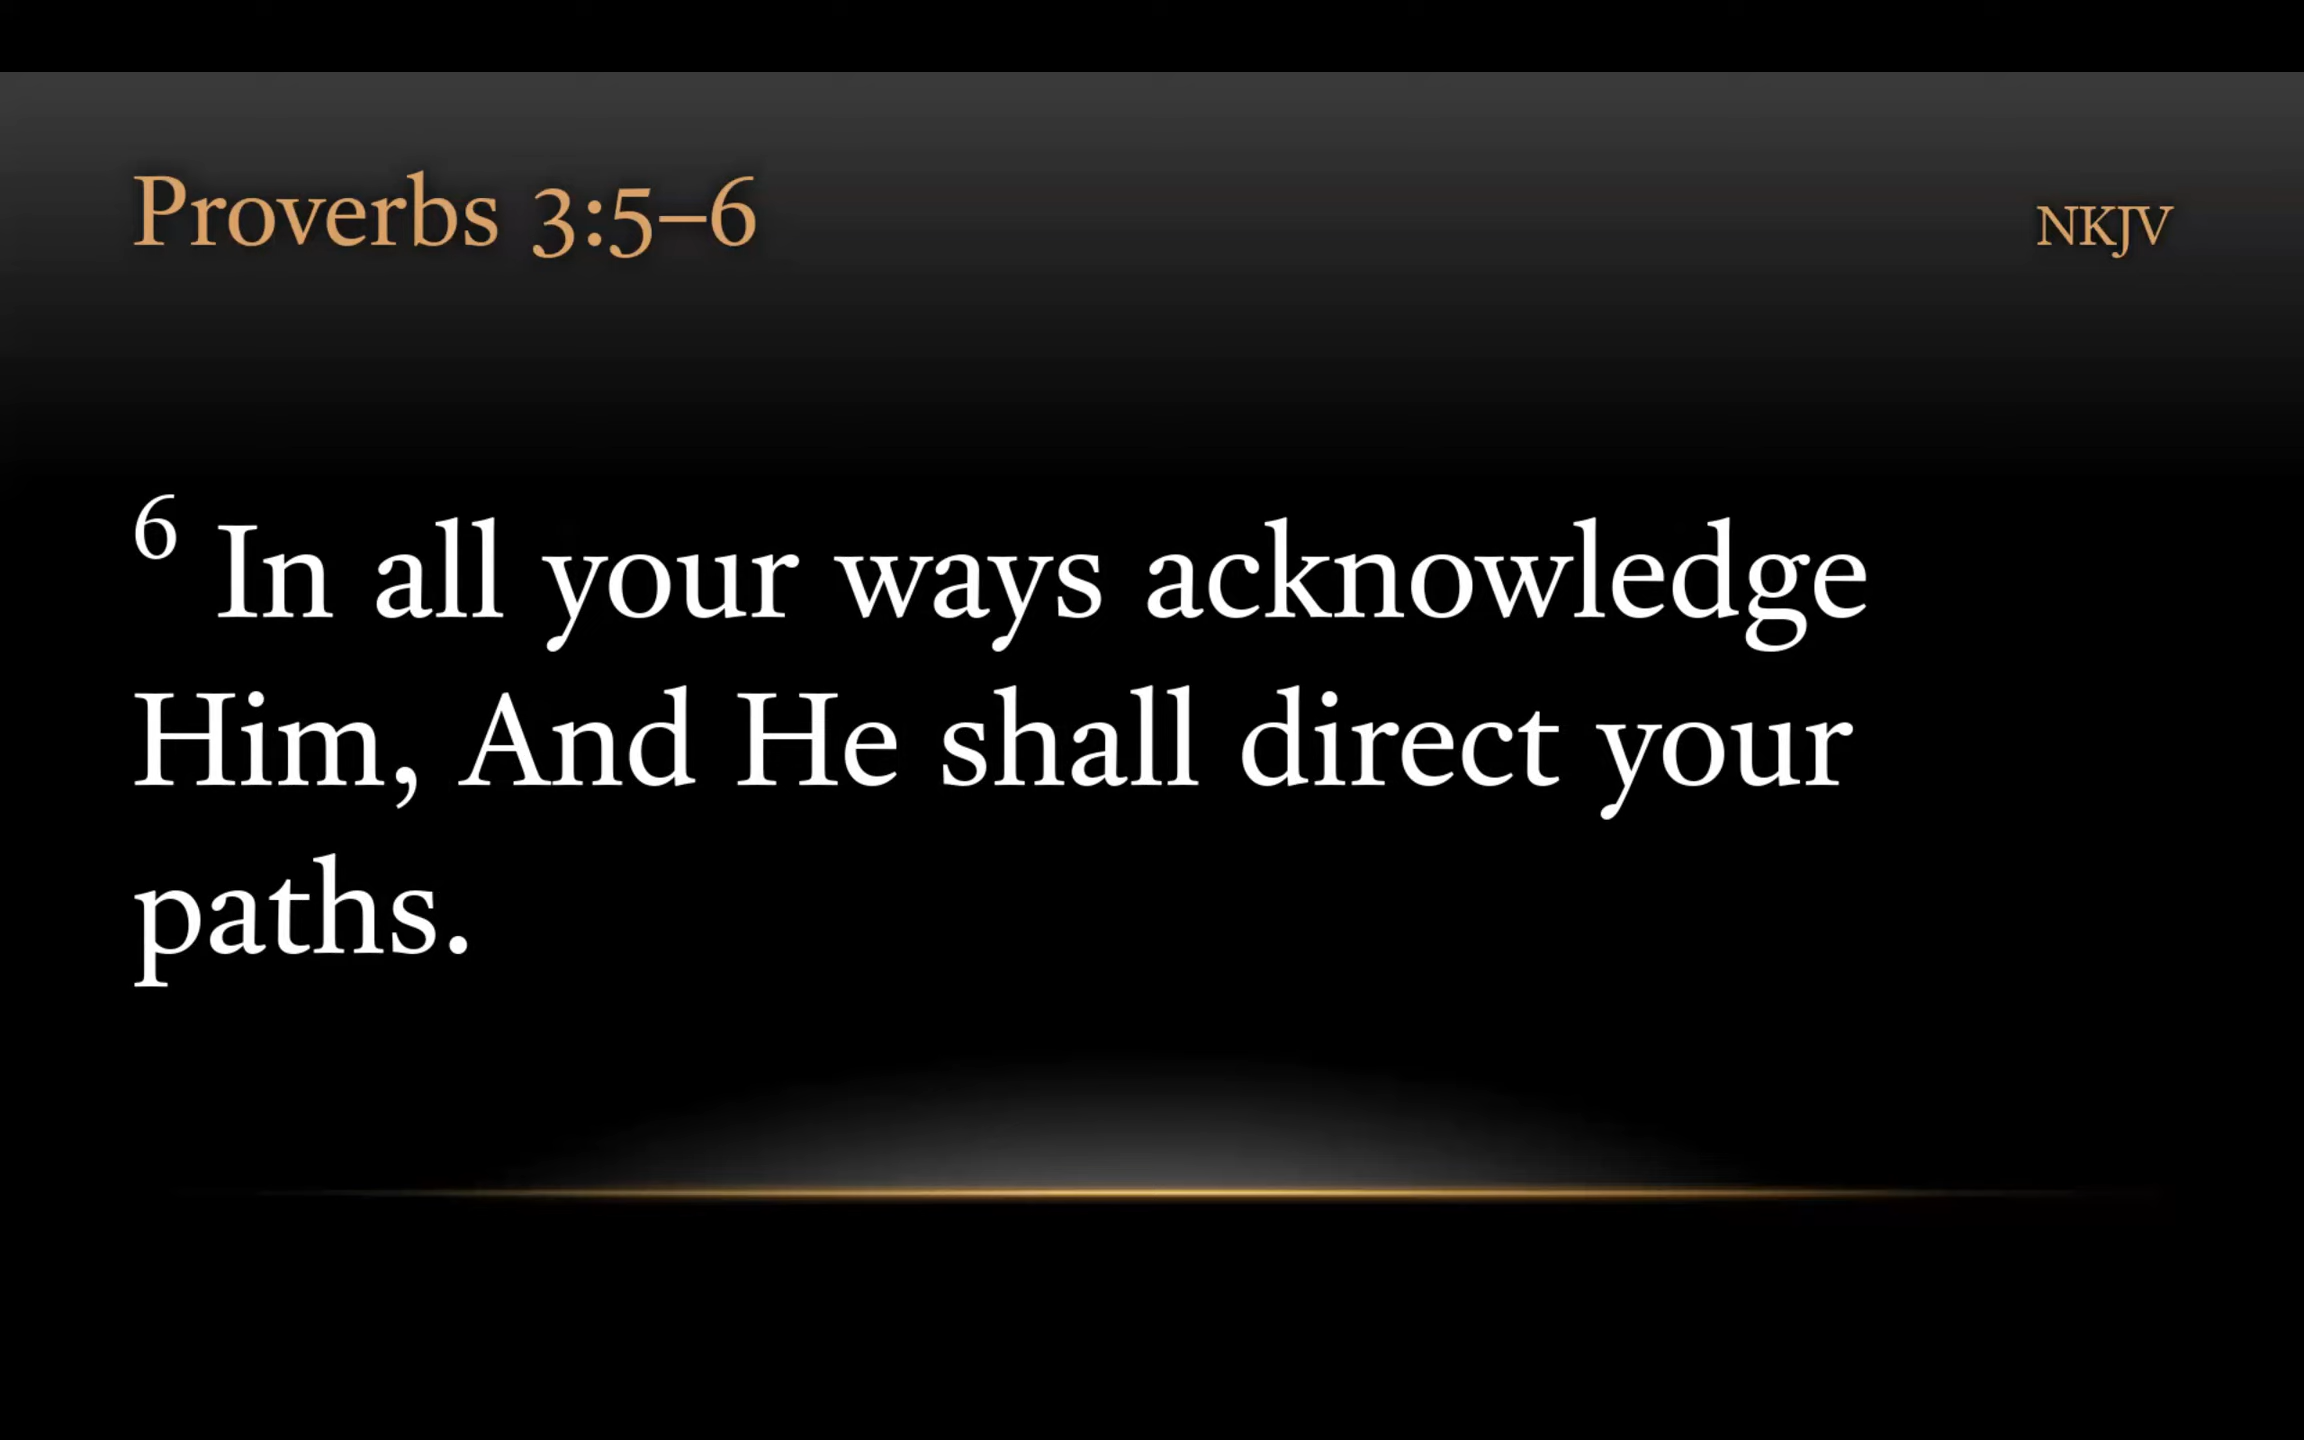 Proverbs 3:5–6
NKJV
6 In all your ways acknowledge
Him, And He shall direct your
paths.